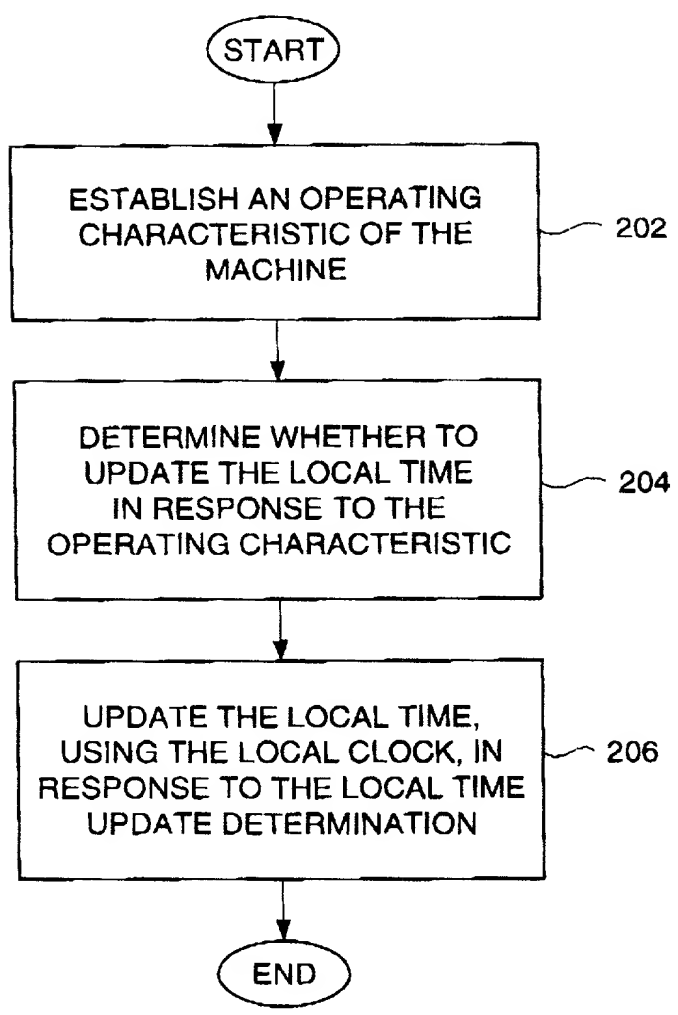 START
ESTABLISH AN OPERATING
CHARACTERISTIC OF THE
MACHINE
202
DETERMINE WHETHER TO
UPDATE THE LOCAL TIME
IN RESPONSE TO THE
OPERATING CHARACTERISTIC
204
UPDATE THE LOCAL TIME,
USING THE LOCAL CLOCK, IN
RESPONSE TO THE LOCAL TIME
UPDATE DETERMINATION
206
END